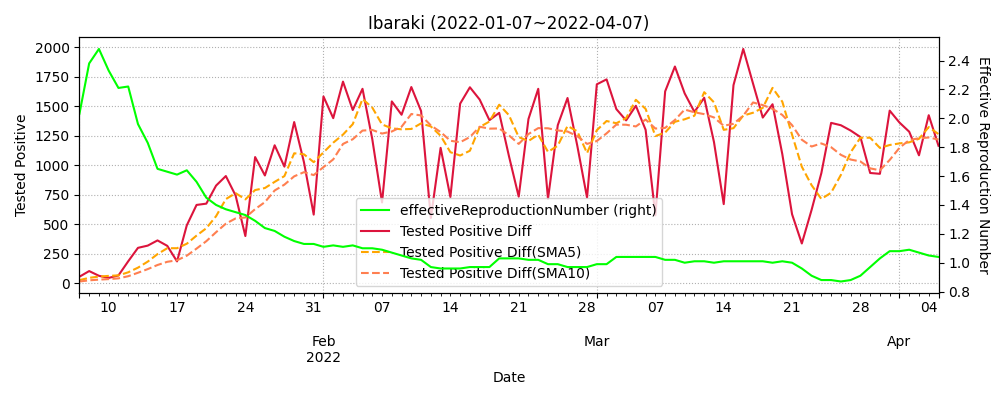 Ibaraki (2022-01-07~2022-04-07)
2000
1750
1500
1250
1000
750
500
250
0
Tested Positive
2.4
2.2
2.0
1.8
1.6
1.4
1.2
1.0
0.8
Effective Reproduction Number
effectiveReproductionNumber (right)
Tested Positive Diff
Tested Positive Diff(SMA5)
Tested Positive Diff(SMA10)
10 17 24 31 07 14 21 28 07 14 21 28 04
Feb Mar Apr
2022
Date